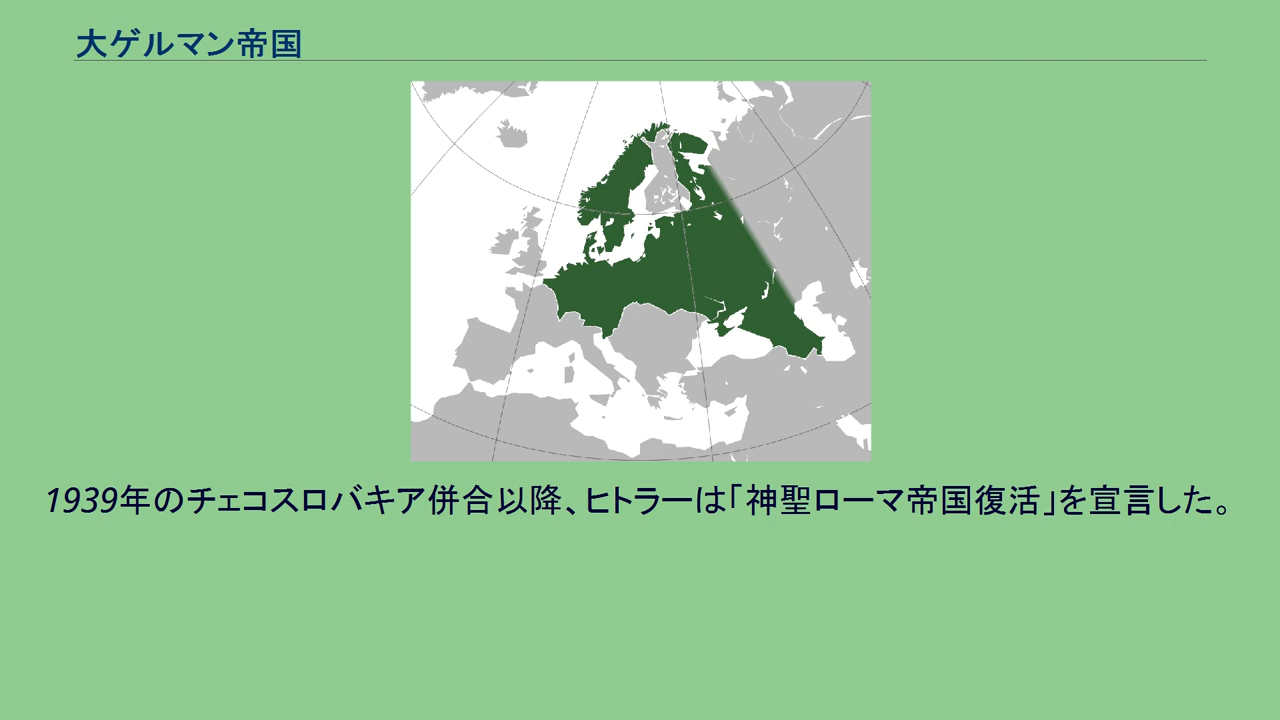 大ゲルマン帝国
1939年のチェコスロバキア併合以降、ヒトラーは「神聖ローマ帝国復活」を宣言した。